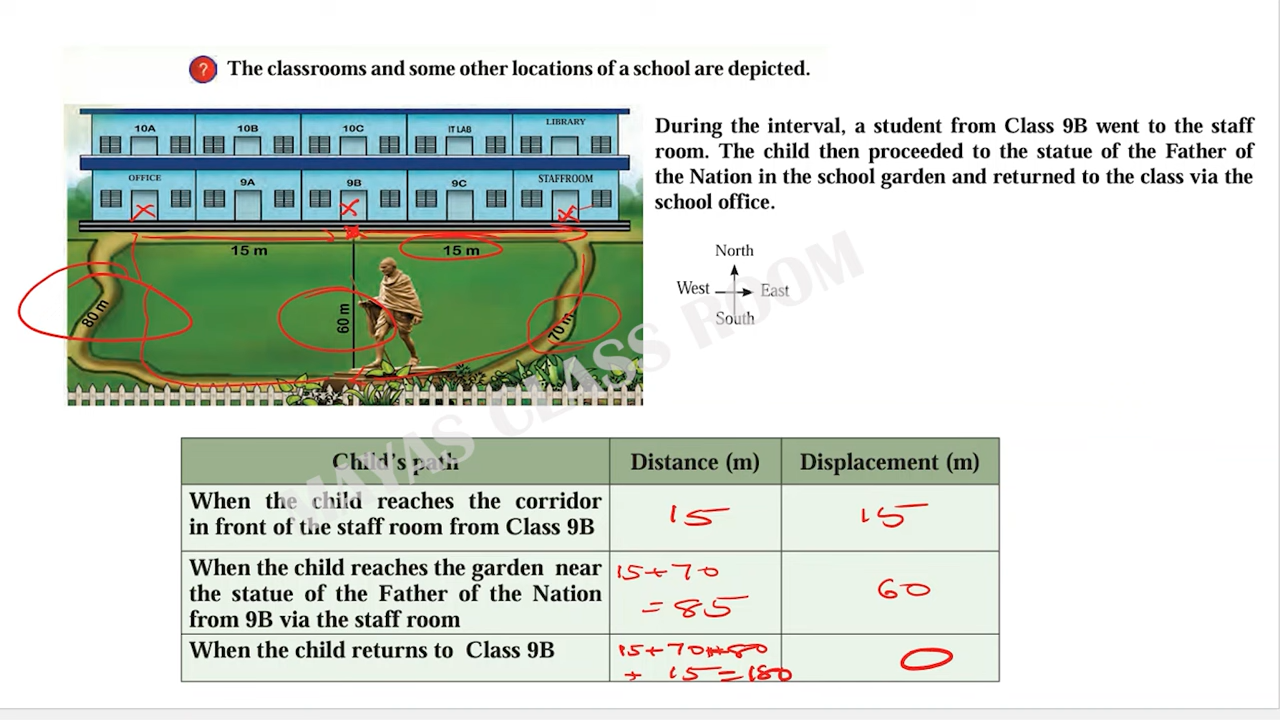 ? The classrooms and some other locations of a school are depicted.
10A 10B 10C IT LAB LIBRARY
OFFICE 9A 9B 9C STAFFROOM
15 m 15 m
80 m 60 m 70 m
During the interval, a student from Class 9B went to the staff
room. The child then proceeded to the statue of the Father of
the Nation in the school garden and returned to the class via the
school office.
North
West East
South
MAYAS CLASS ROOM
Child's path Distance (m) Displacement (m)
When the child reaches the corridor
in front of the staff room from Class 9B
15 15
When the child reaches the garden near
the statue of the Father of the Nation
from 9B via the staff room
15+70
=85
60
When the child returns to Class 9B
15+70+80
+ 15=180
0